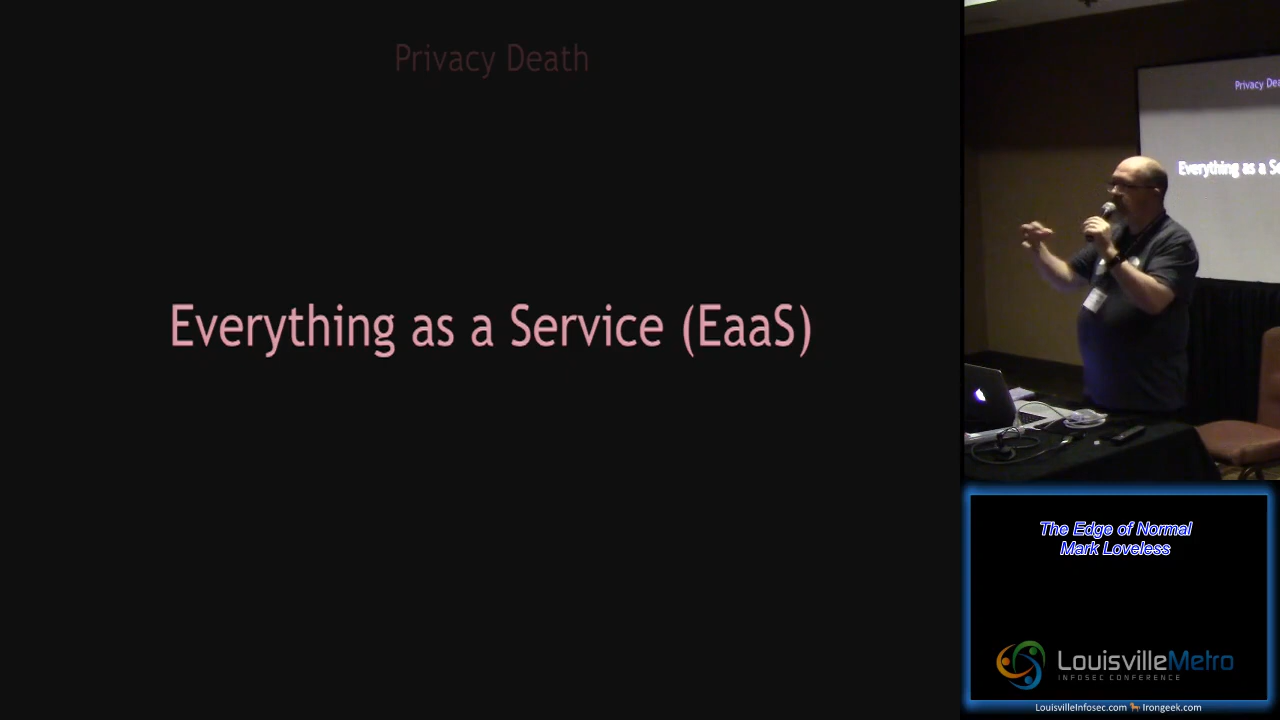 Privacy Death
Everything as a Service (EaaS)
Privacy Dea
Everything as a Se
The Edge of Normal
Mark Loveless
LouisvilleMetro
INFOSEC CONFERENCE
LouisvilleInfosec.com Irongeek.com